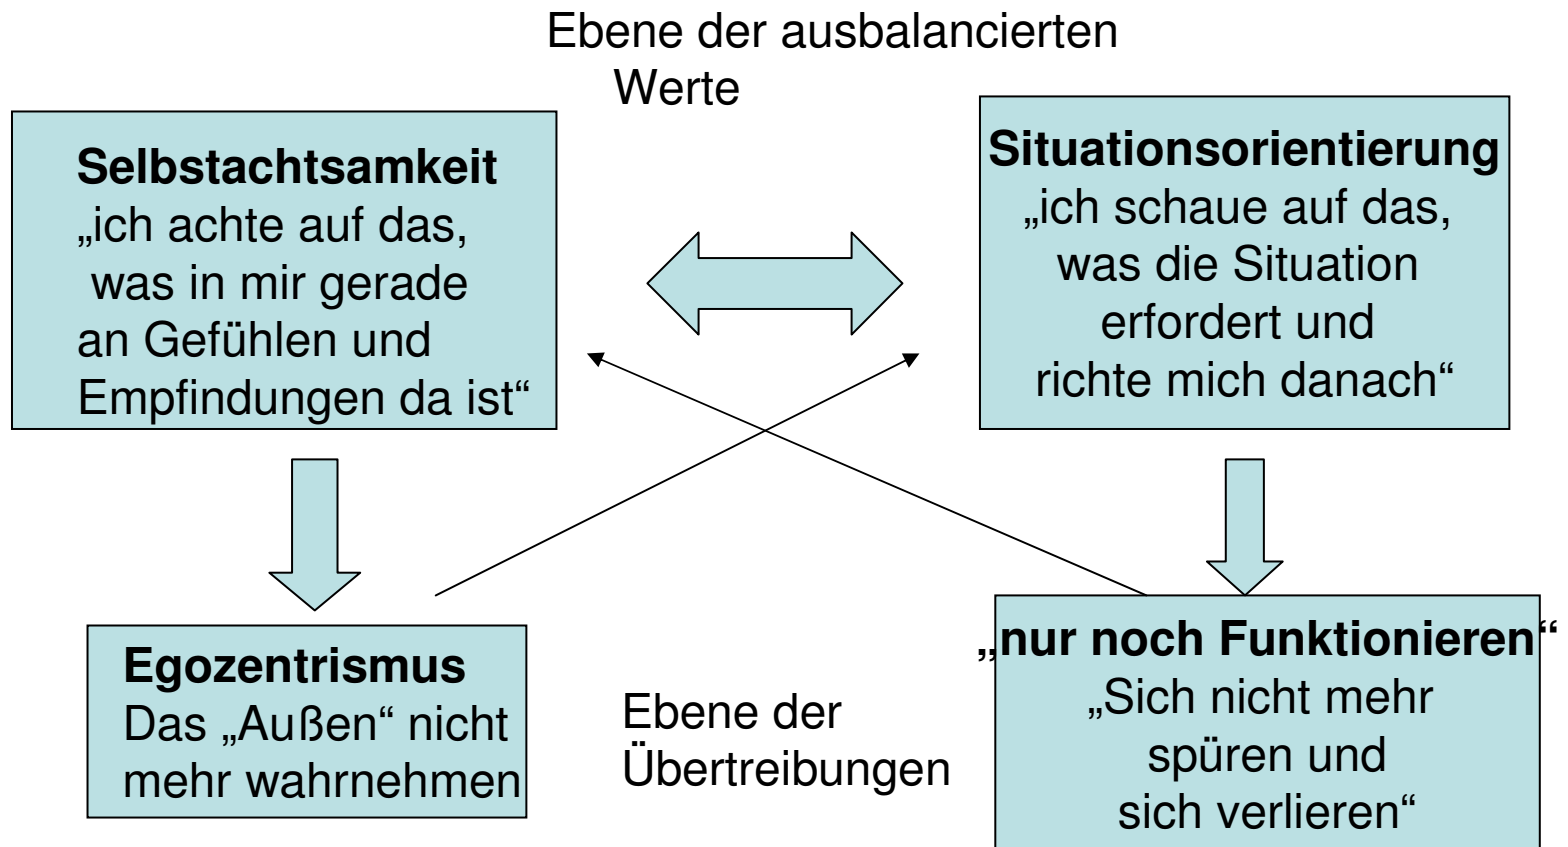 Ebene der ausbalancierten
Werte
Selbstachtsamkeit
„ich achte auf das,
was in mir gerade
an Gefühlen und
Empfindungen da ist“
Situationsorientierung
„ich schaue auf das,
was die Situation
erfordert und
richte mich danach“
Egozentrismus
Das „Außen“ nicht
mehr wahrnehmen
Ebene der
Übertreibungen
„nur noch Funktionieren“
„Sich nicht mehr
spüren und
sich verlieren“